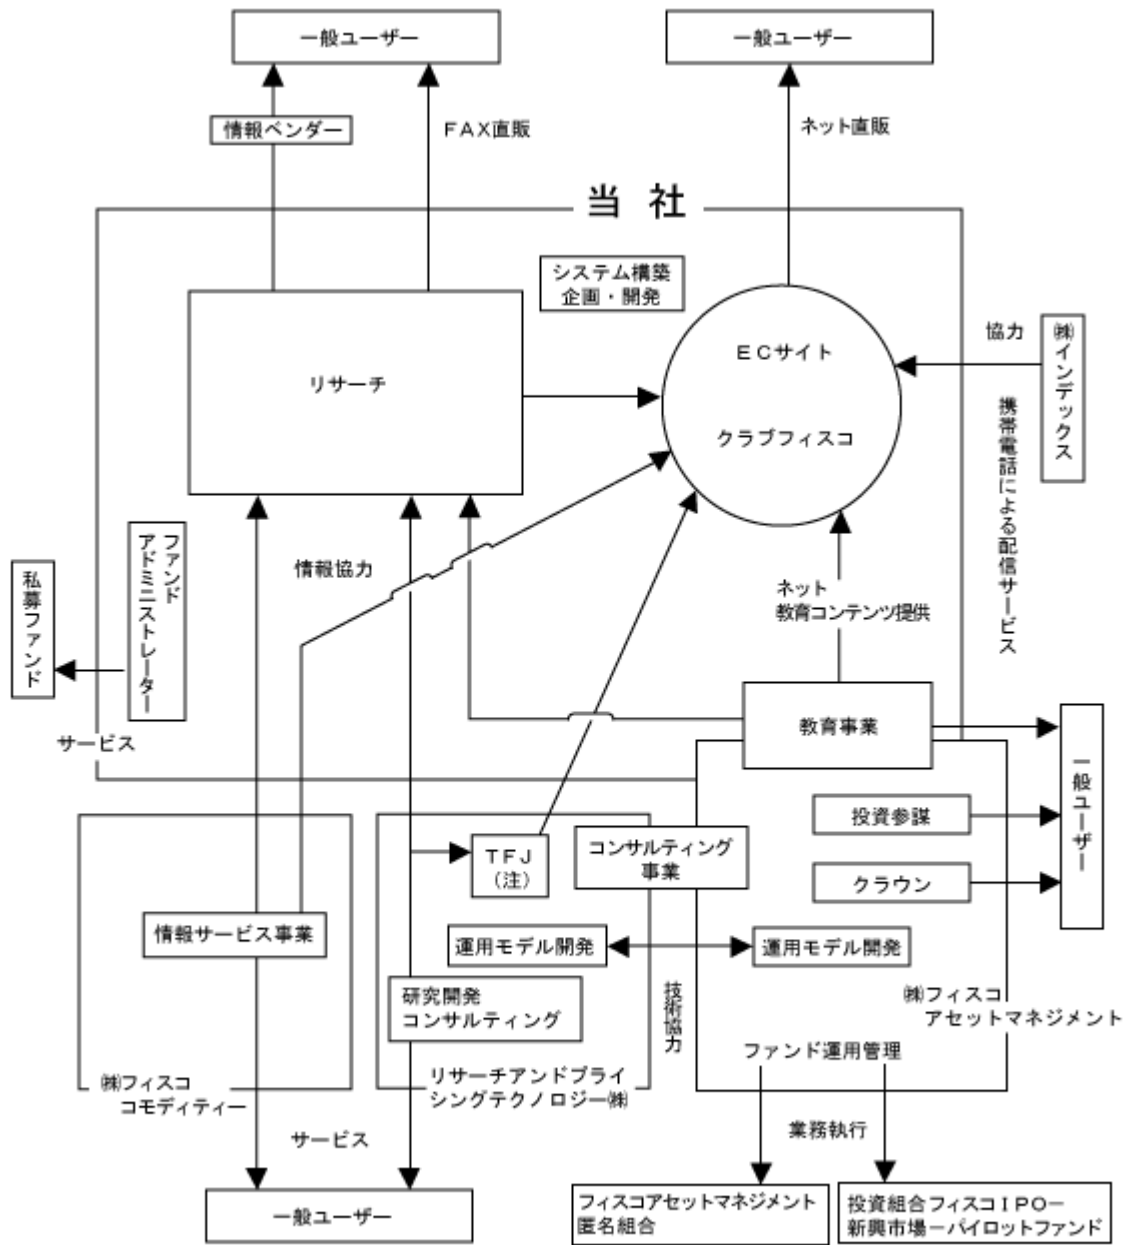 一般ユーザー
一般ユーザー
情報ベンダー
ＦＡＸ直販
ネット直販
当 社
システム構築
企画・開発
リサーチ
ＥＣサイト
クラブフィスコ
協力
㈱インデックス
携帯電話による配信サービス
私募ファンド
ファンド
アドミニストレーター
サービス
情報協力
ネット
教育コンテンツ提供
教育事業
一般ユーザー
投資参謀
クラウン
コンサルティング
事業
ＴＦＪ
（注）
情報サービス事業
運用モデル開発
運用モデル開発
技術協力
研究開発
コンサルティング
㈱フィスコ
アセットマネジメント
ファンド運用管理
㈱フィスコ
コモディティー
リサーチアンドプライ
シングテクノロジー㈱
サービス
業務執行
一般ユーザー
フィスコアセットマネジメント
匿名組合
投資組合フィスコＩＰＯ－
新興市場－パイロットファンド